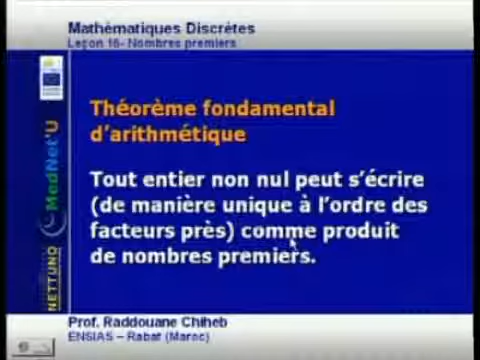 Mathématiques Discrètes
Leçon 16- Nombres premiers
Théorème fondamental
d'arithmétique
Tout entier non nul peut s'écrire
(de manière unique à l'ordre des
facteurs près) comme produit
de nombres premiers.
NETTUNO MedNet'U
Prof. Raddouane Chiheb
ENSIAS – Rabat (Maroc)